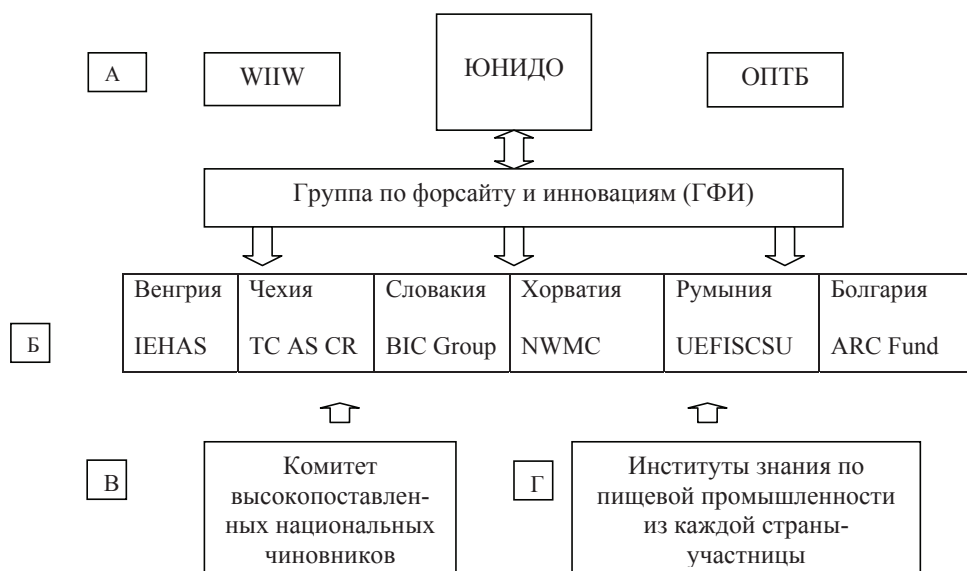 А
WIIW
ЮНИДО
ОПТБ
Группа по форсайту и инновациям (ГФИ)
Б
Венгрия
IEHAS
Чехия
TC AS CR
Словакия
BIC Group
Хорватия
NWMC
Румыния
UEFISCSU
Болгария
ARC Fund
В
Комитет
высокопоставлен-
ных национальных
чиновников
Г
Институты знания по
пищевой промышленности
из каждой страны-
участницы